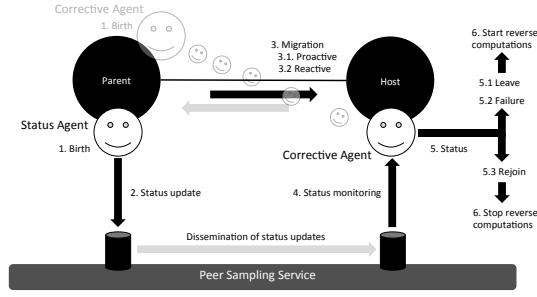 Corrective Agent
1. Birth
3. Migration
3.1. Proactive
3.2 Reactive
6. Start reverse
computations
Parent
Host
5.1 Leave
5.2 Failure
Status Agent
1. Birth
Corrective Agent
5. Status
5.3 Rejoin
2. Status update
4. Status monitoring
6. Stop reverse
computations
Dissemination of status updates
Peer Sampling Service